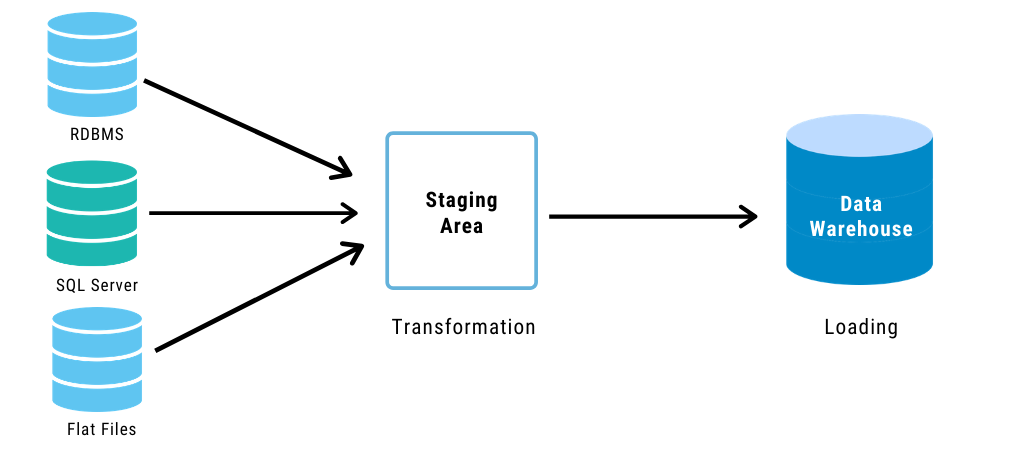 RDBMS
SQL Server
Flat Files
Staging
Area
Transformation
Data
Warehouse
Loading